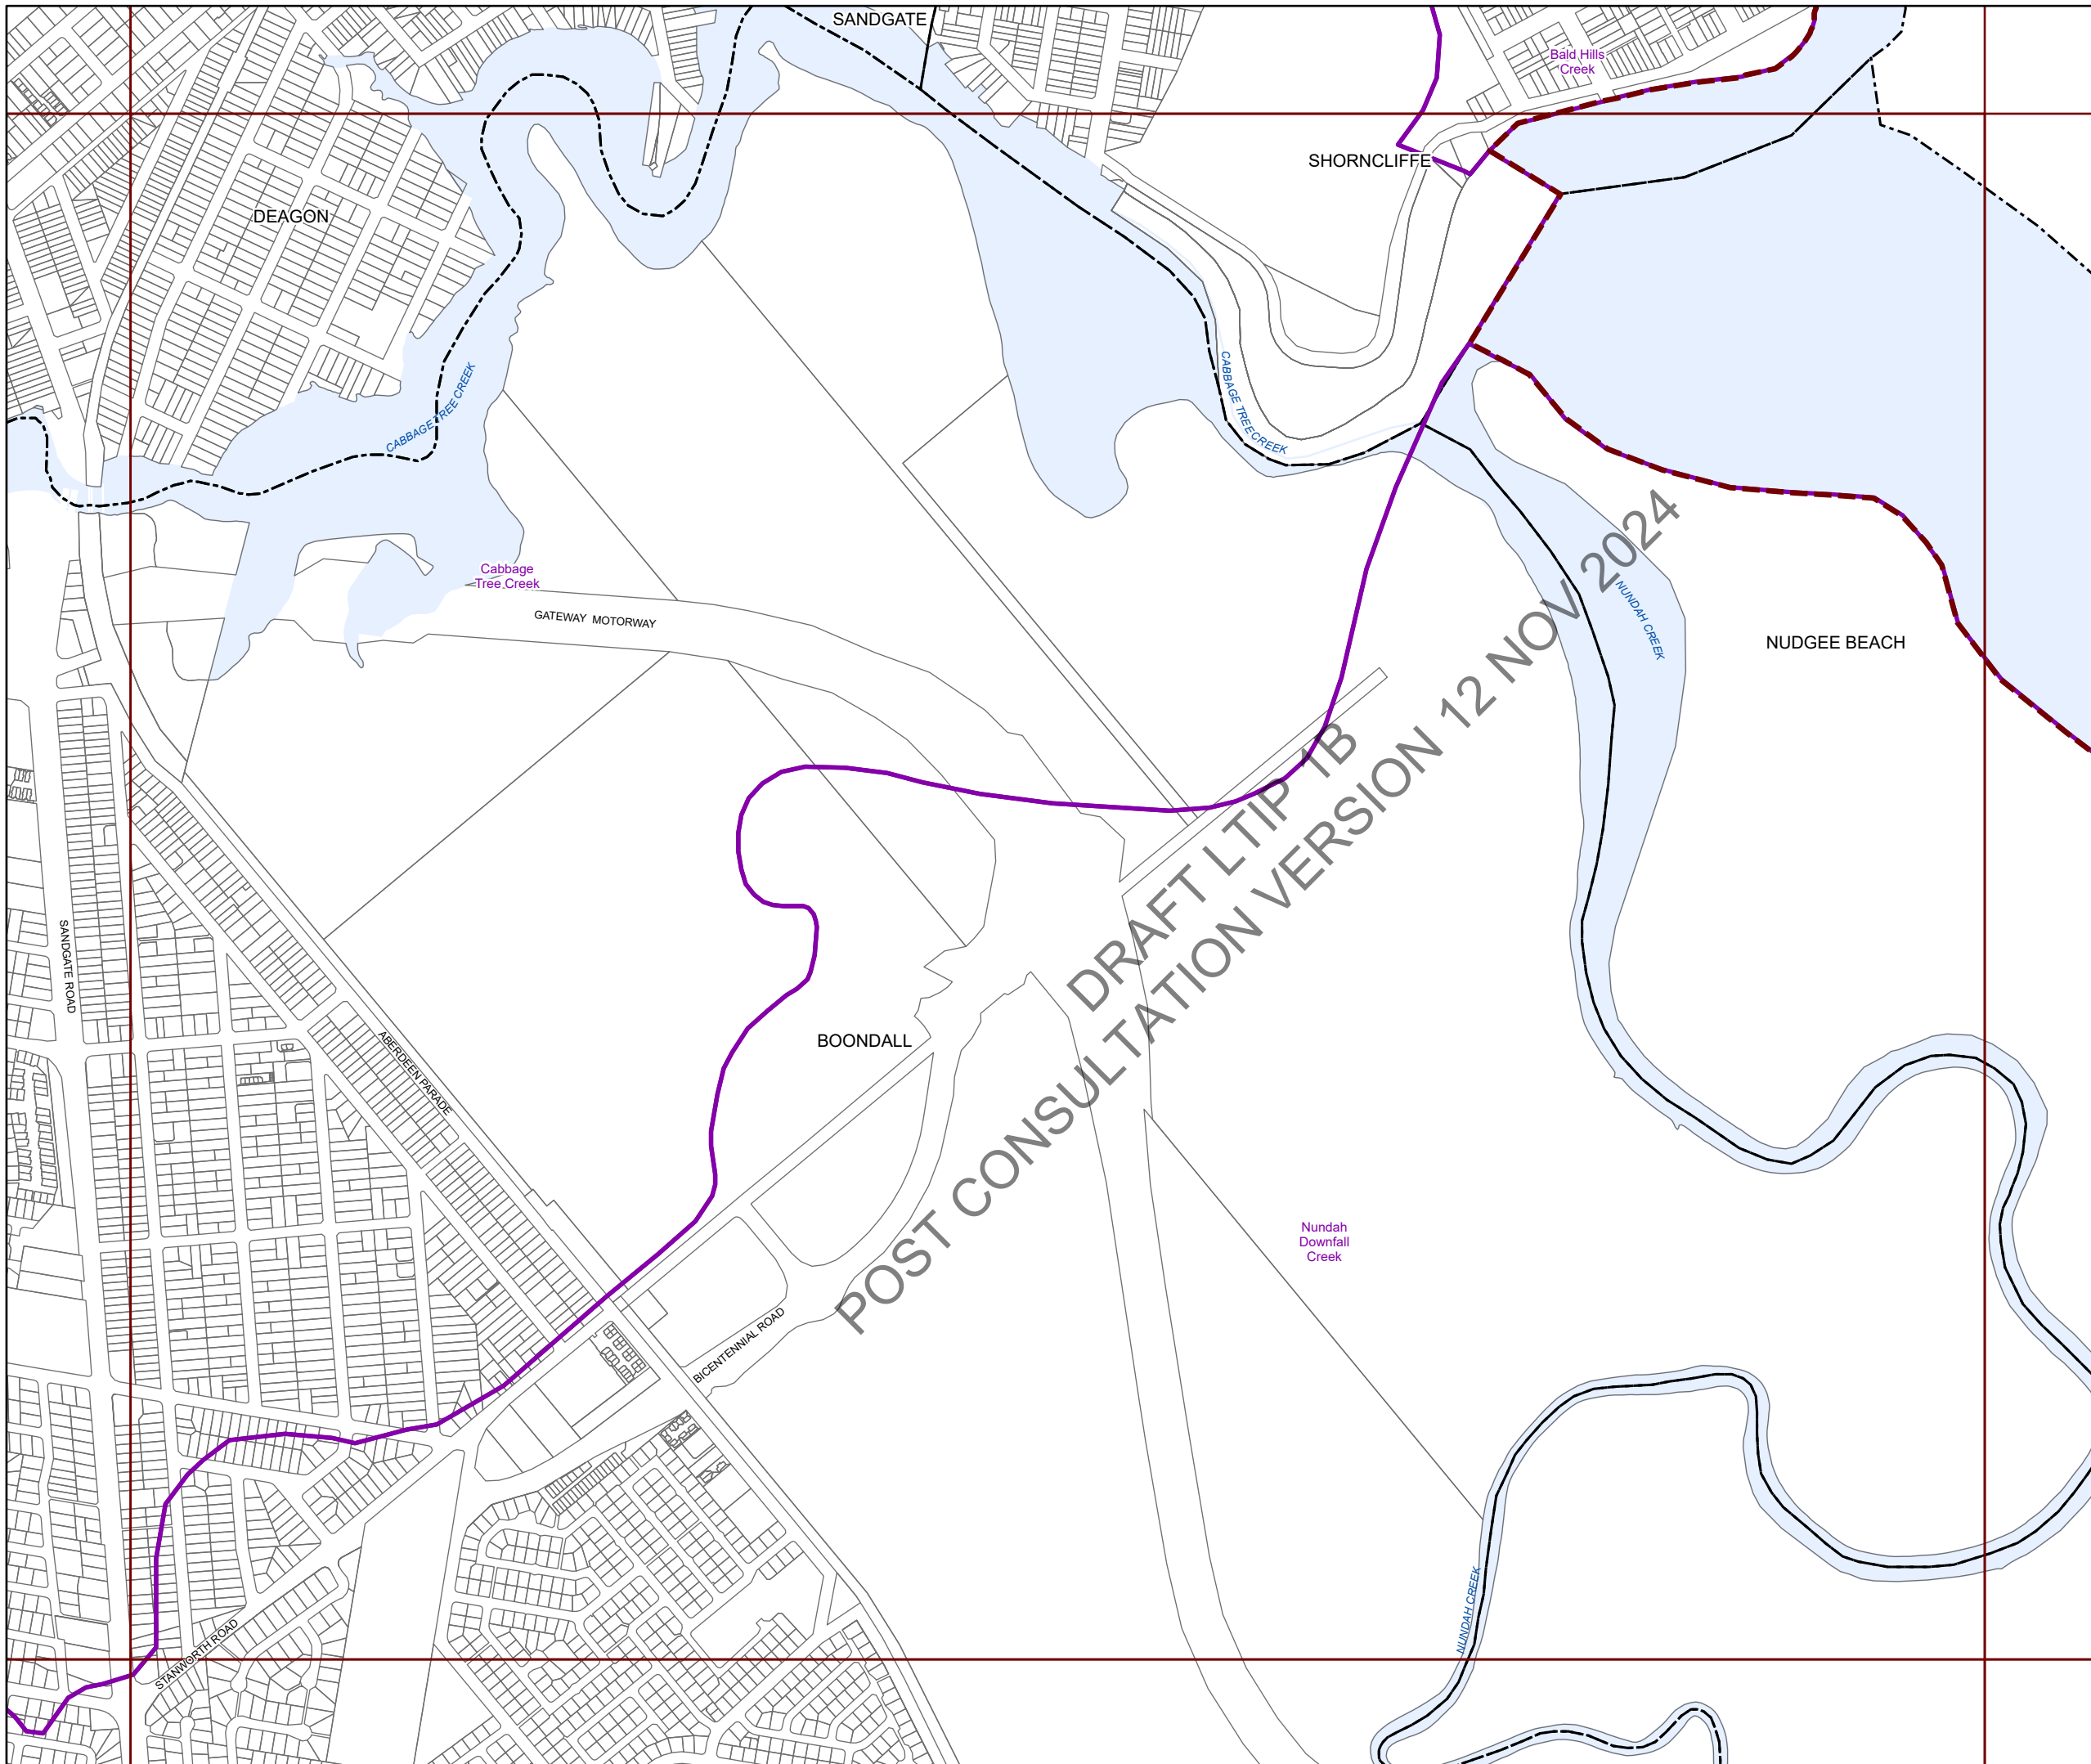 SANDGATE
Bald Hills
Creek
SHORNCLIFFE
DEAGON
CABBAGE TREE CREEK
CABBAGE TREE CREEK
Cabbage
Tree Creek
GATEWAY MOTORWAY
NUNDAH CREEK
NUDGEE BEACH
DRAFT LTIP 1B
POST CONSULTATION VERSION 12 NOV 2024
SANDGATE ROAD
ABERDEEN PARADE
BOONDALL
Nundah
Downfall
Creek
BICENTENNIAL ROAD
NUNDAH CREEK
STANWORTH ROAD